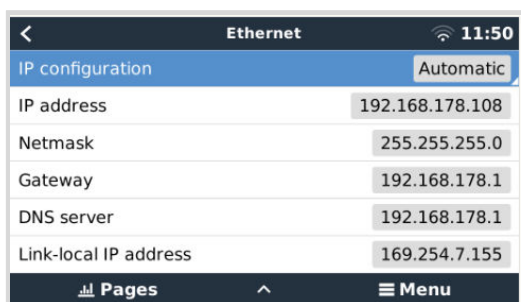 Ethernet 11:50
IP configuration Automatic
IP address 192.168.178.108
Netmask 255.255.255.0
Gateway 192.168.178.1
DNS server 192.168.178.1
Link-local IP address 169.254.7.155
Pages Menu